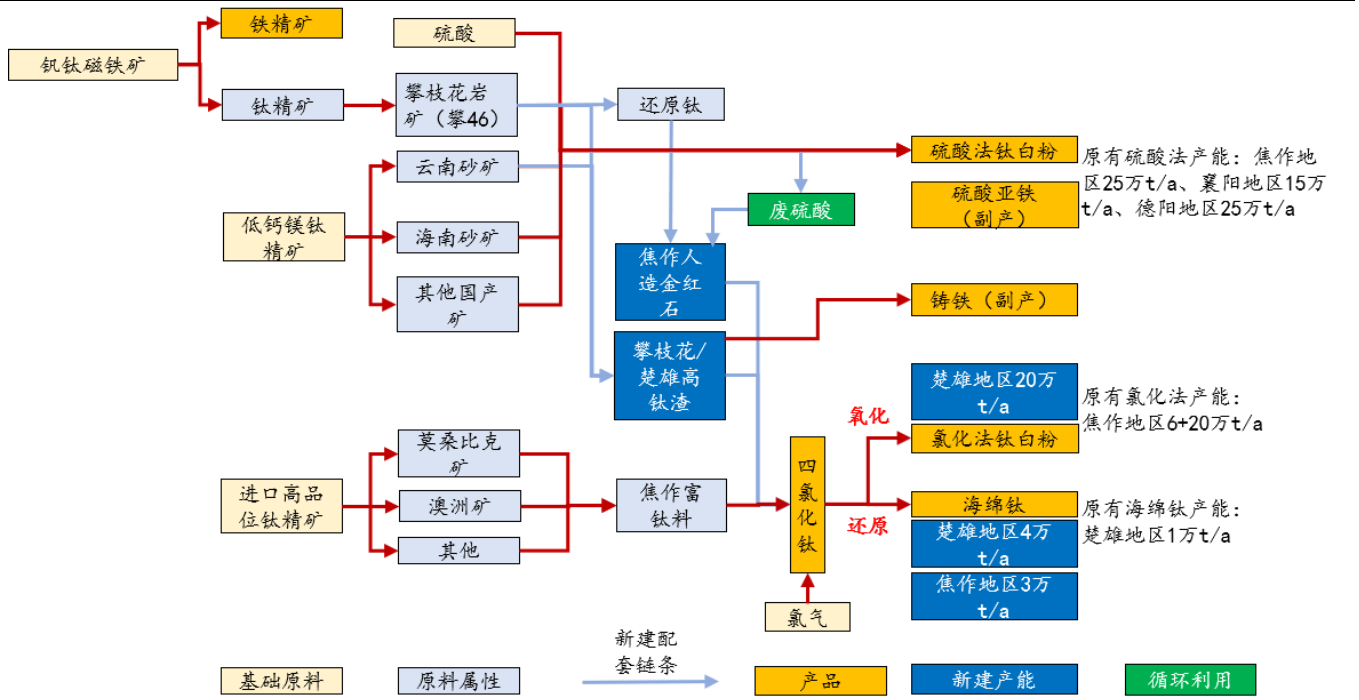 铁精矿
硫酸
钒钛磁铁矿
钛精矿
攀枝花岩
矿（攀46）
还原钛
云南砂矿
低钙镁钛
精矿
海南砂矿
其他国产
矿
废硫酸
硫酸法钛白粉
硫酸亚铁
（副产）
原有硫酸法产能：焦作地
区25万t/a、襄阳地区15万
t/a、德阳地区25万t/a
焦作人
造金红
石
铸铁（副产）
攀枝花/
楚雄高
钛渣
楚雄地区20万
t/a
氧化
氯化法钛白粉
原有氯化法产能：
焦作地区6+20万t/a
莫桑比克
矿
进口高品
位钛精矿
澳洲矿
其他
焦作富
钛料
四
氯
化
钛
还原
海绵钛
楚雄地区4万
t/a
焦作地区3万
t/a
原有海绵钛产能：
楚雄地区1万t/a
氯气
基础原料
原料属性
新建配
套链条
产品
新建产能
循环利用